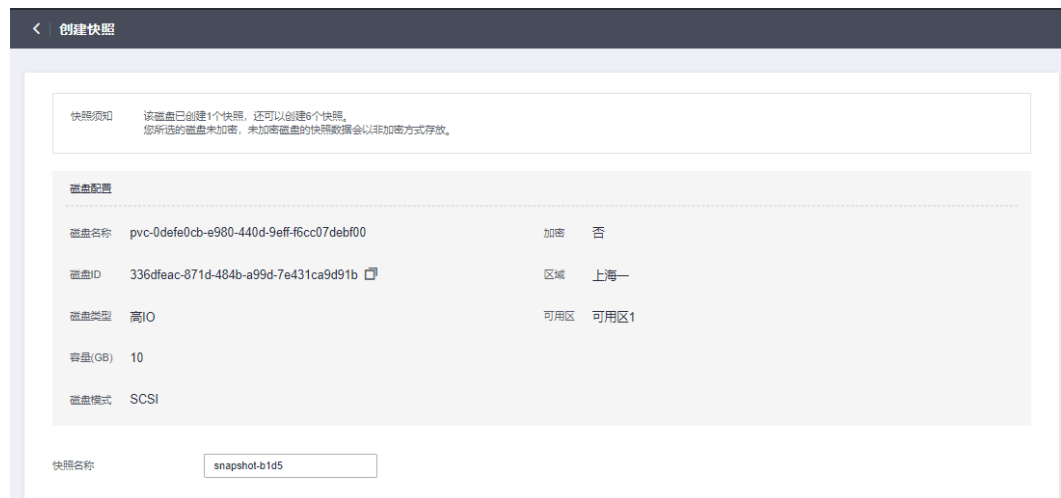 创建快照
快照须知
该磁盘已创建1个快照，还可以创建6个快照。
您所选的磁盘未加密，未加密磁盘的快照数据会以非加密方式存放。
磁盘配置
磁盘名称 pvc-0defe0cb-e980-440d-9eff-f6cc07debf00 加密 否
磁盘ID 336dfeac-871d-484b-a99d-7e431ca9d91b 区域 上海一
磁盘类型 高IO 可用区 可用区1
容量(GB) 10
磁盘模式 SCSI
快照名称 snapshot-b1d5